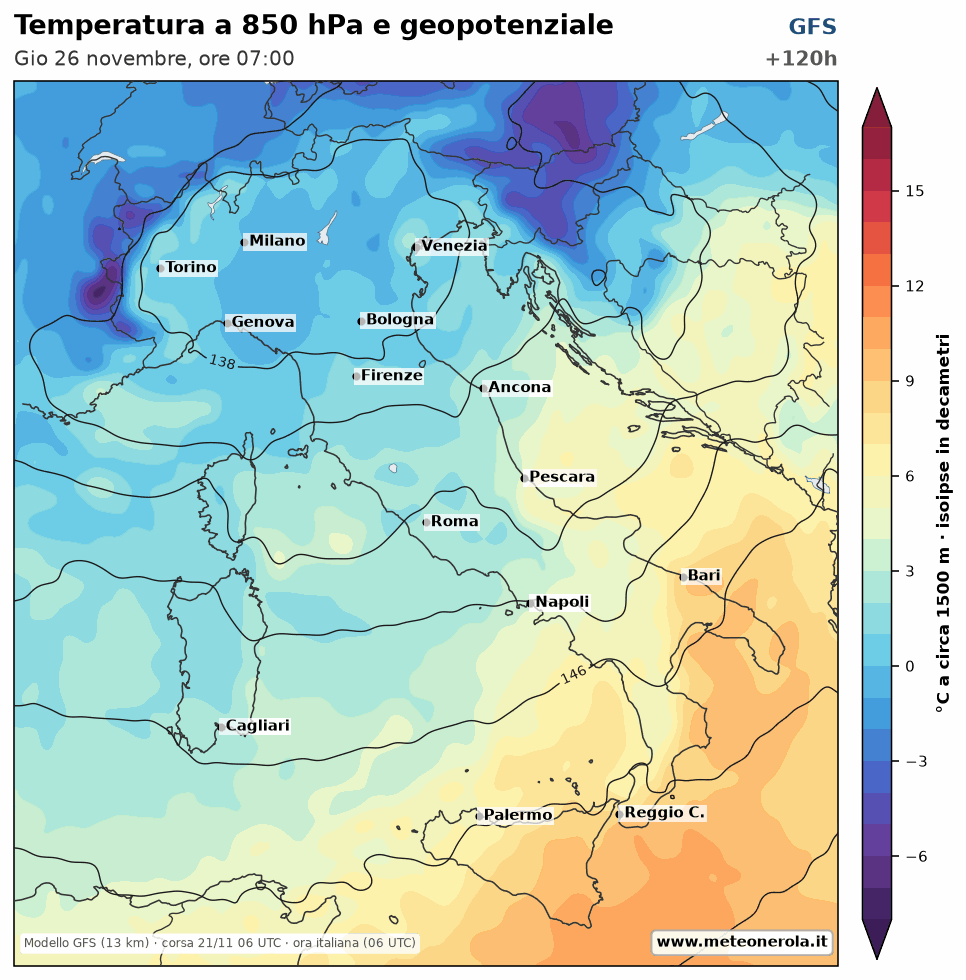 Temperatura a 850 hPa e geopotenziale
GFS
Gio 26 novembre, ore 07:00
+120h
Milano
Venezia
Torino
Genova
Bologna
138
Firenze
Ancona
Pescara
Roma
Bari
Napoli
146
Cagliari
Palermo
Reggio C.
15
12
9
6
3
0
−3
−6
°C a circa 1500 m · isoipse in decametri
Modello GFS (13 km) · corsa 21/11 06 UTC · ora italiana (06 UTC)
www.meteonerola.it